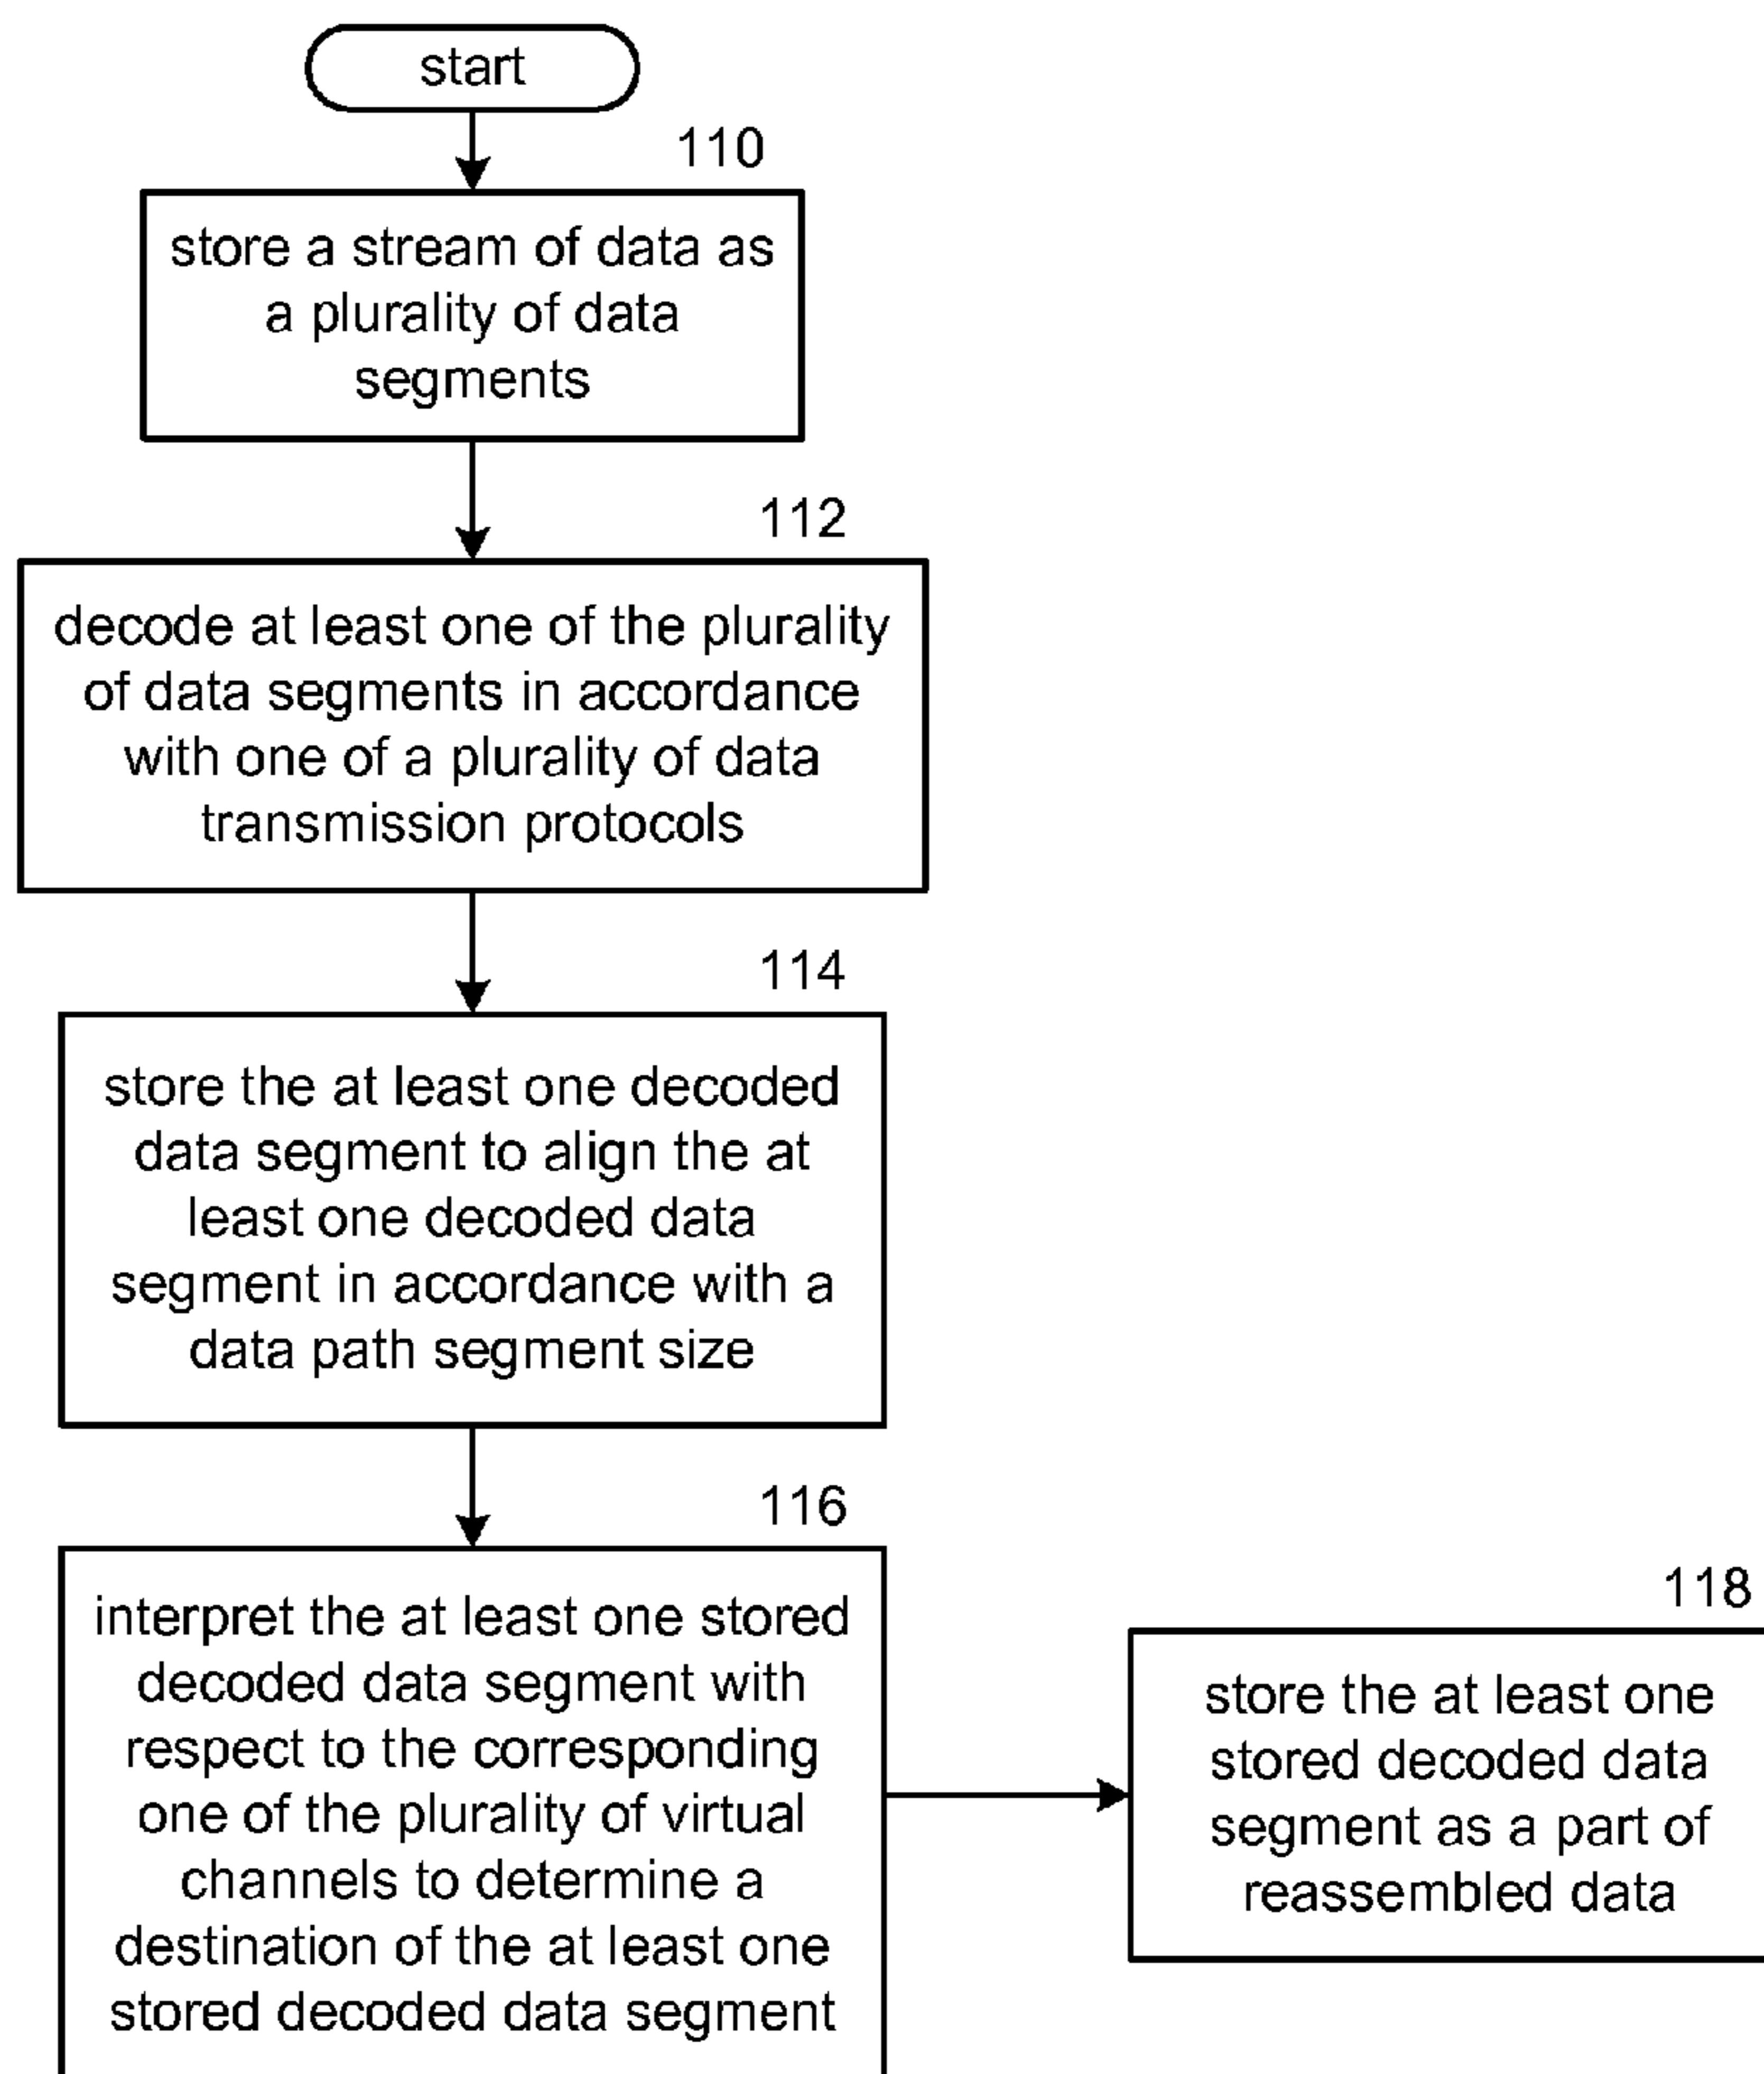 start
110
store a stream of data as
a plurality of data
segments
112
decode at least one of the plurality
of data segments in accordance
with one of a plurality of data
transmission protocols
114
store the at least one decoded
data segment to align the at
least one decoded data
segment in accordance with a
data path segment size
116
interpret the at least one stored
decoded data segment with
respect to the corresponding
one of the plurality of virtual
channels to determine a
destination of the at least one
stored decoded data segment
118
store the at least one
stored decoded data
segment as a part of
reassembled data